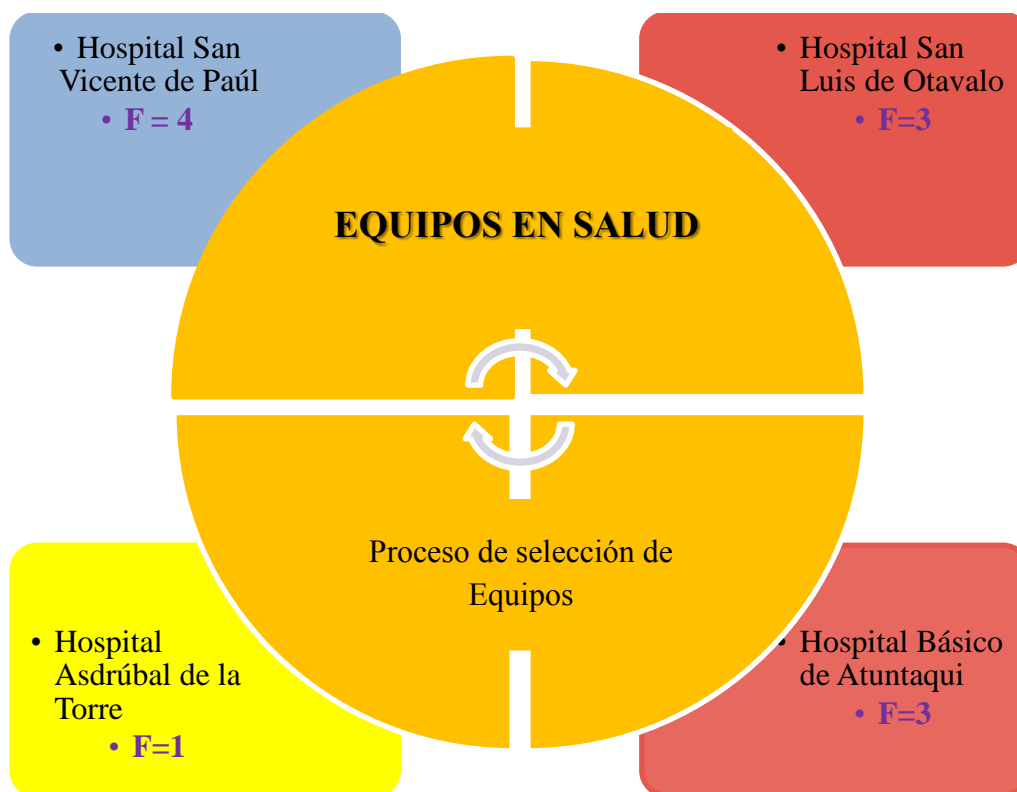 • Hospital San
Vicente de Paúl
• F = 4
• Hospital San
Luis de Otavalo
• F=3
EQUIPOS EN SALUD
Proceso de selección de
Equipos
• Hospital
Asdrúbal de la
Torre
• F=1
• Hospital Básico
de Atuntaqui
• F=3